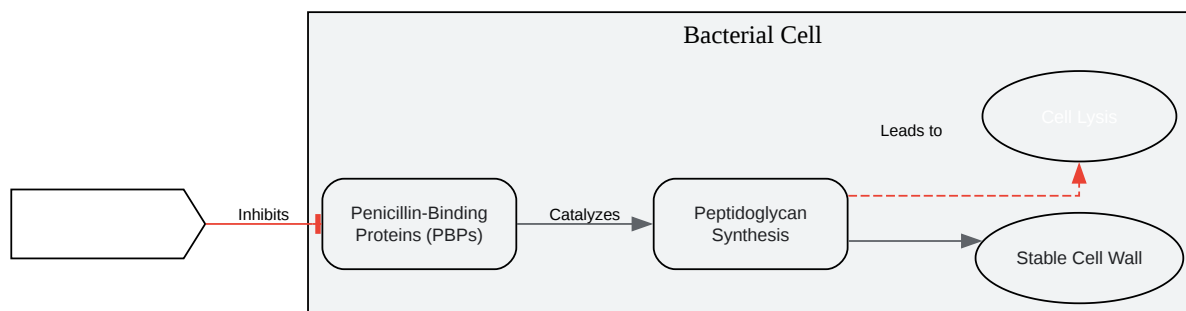 Bacterial Cell
Cell Lysis
Leads to
Inhibits
Penicillin-Binding
Proteins (PBPs)
Catalyzes
Peptidoglycan
Synthesis
Stable Cell Wall